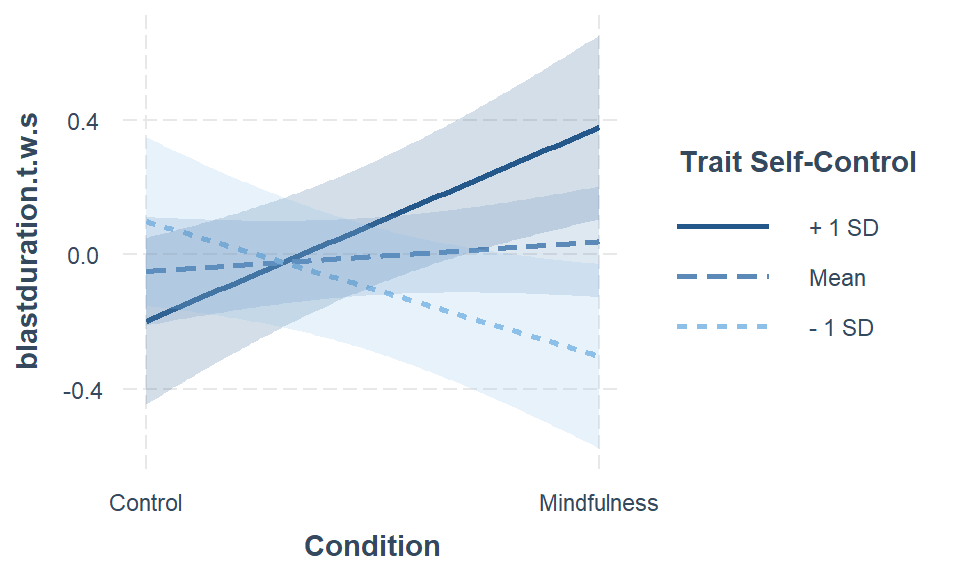 blastduration.t.w.s
0.4
0.0
-0.4
Control
Mindfulness
Condition
Trait Self-Control
+ 1 SD
Mean
- 1 SD